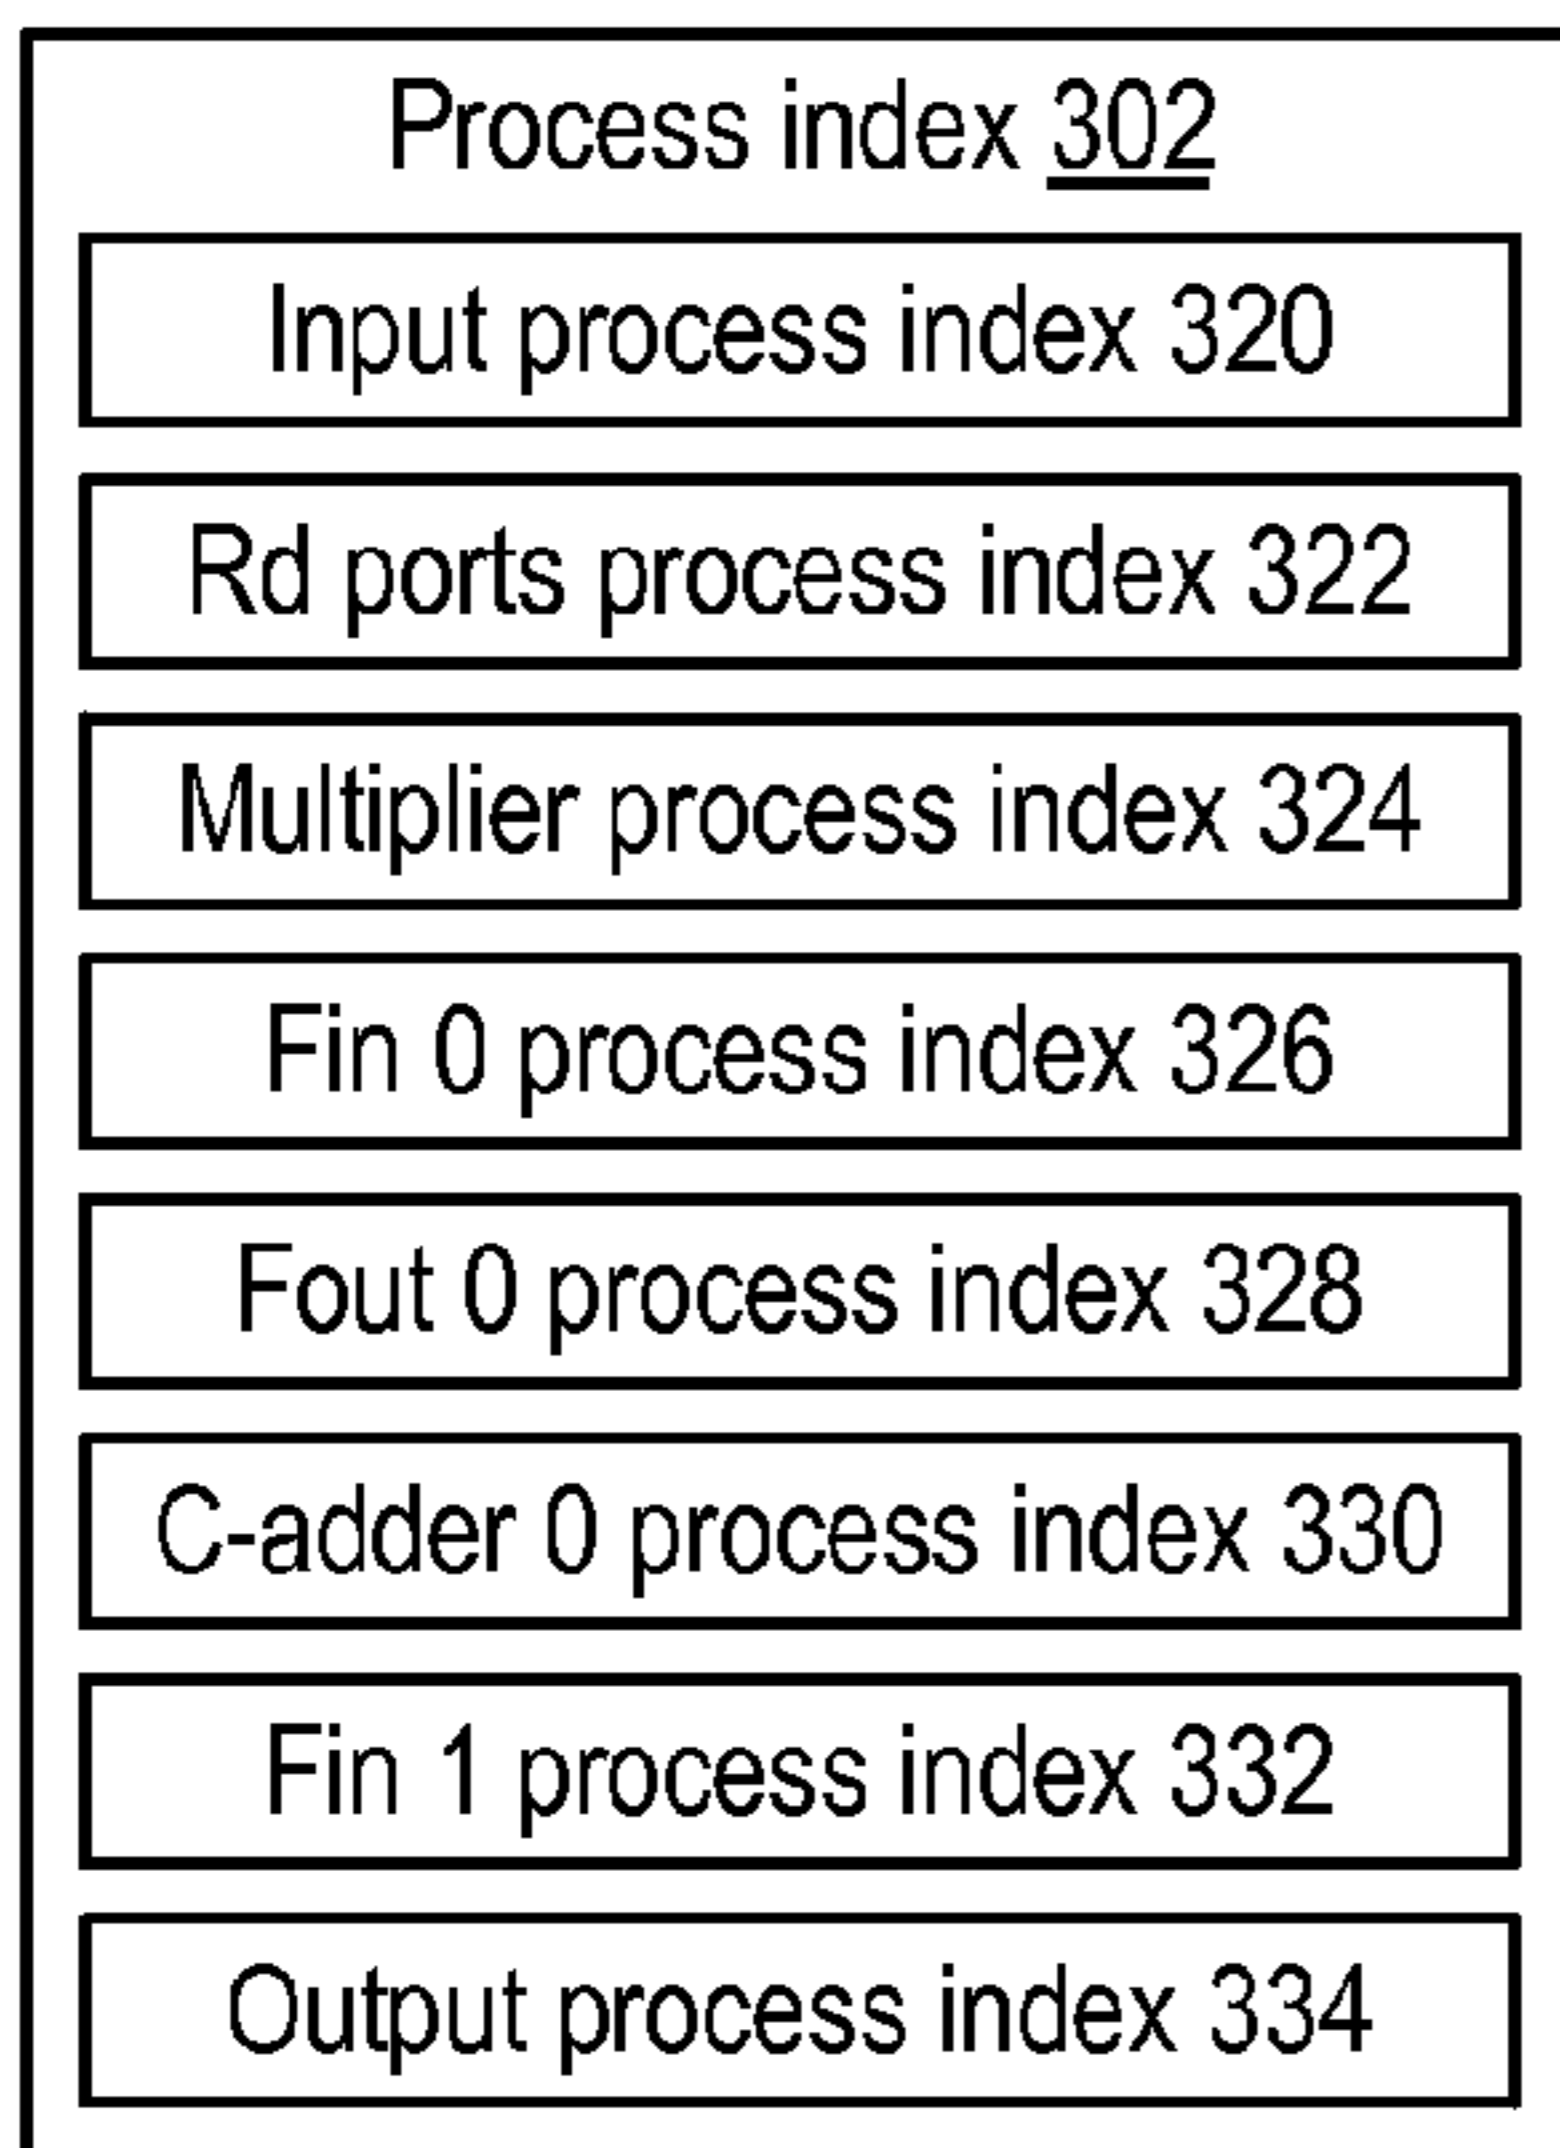 Process index 302
Input process index 320
Rd ports process index 322
Multiplier process index 324
Fin 0 process index 326
Fout 0 process index 328
C-adder 0 process index 330
Fin 1 process index 332
Output process index 334